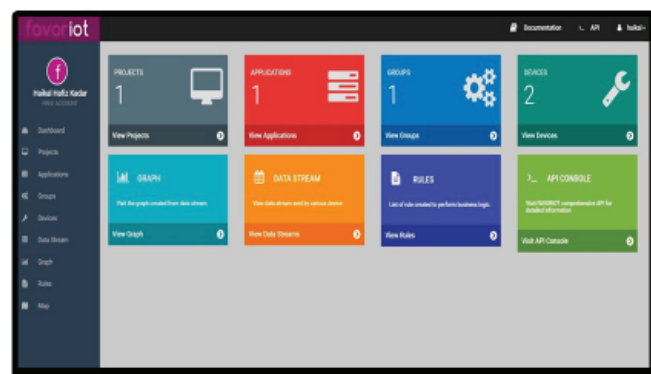 favoriot
Documentation
API
haikal
f
Haikal Hafiz Kadar
FREE ACCOUNT
Dashboard
Projects
Applications
Groups
Devices
Data Stream
Graph
Rules
Map
PROJECTS
1
View Projects
APPLICATIONS
1
View Applications
GROUPS
1
View Groups
DEVICES
2
View Devices
GRAPH
Visit the graph created from data stream.
View Graph
DATA STREAM
View data stream send by various device
View Data Streams
RULES
List of rule created to perform business logic.
View Rules
>_ API CONSOLE
Visit FAVORIOT comprehensive API for
detailed information
Visit API Console